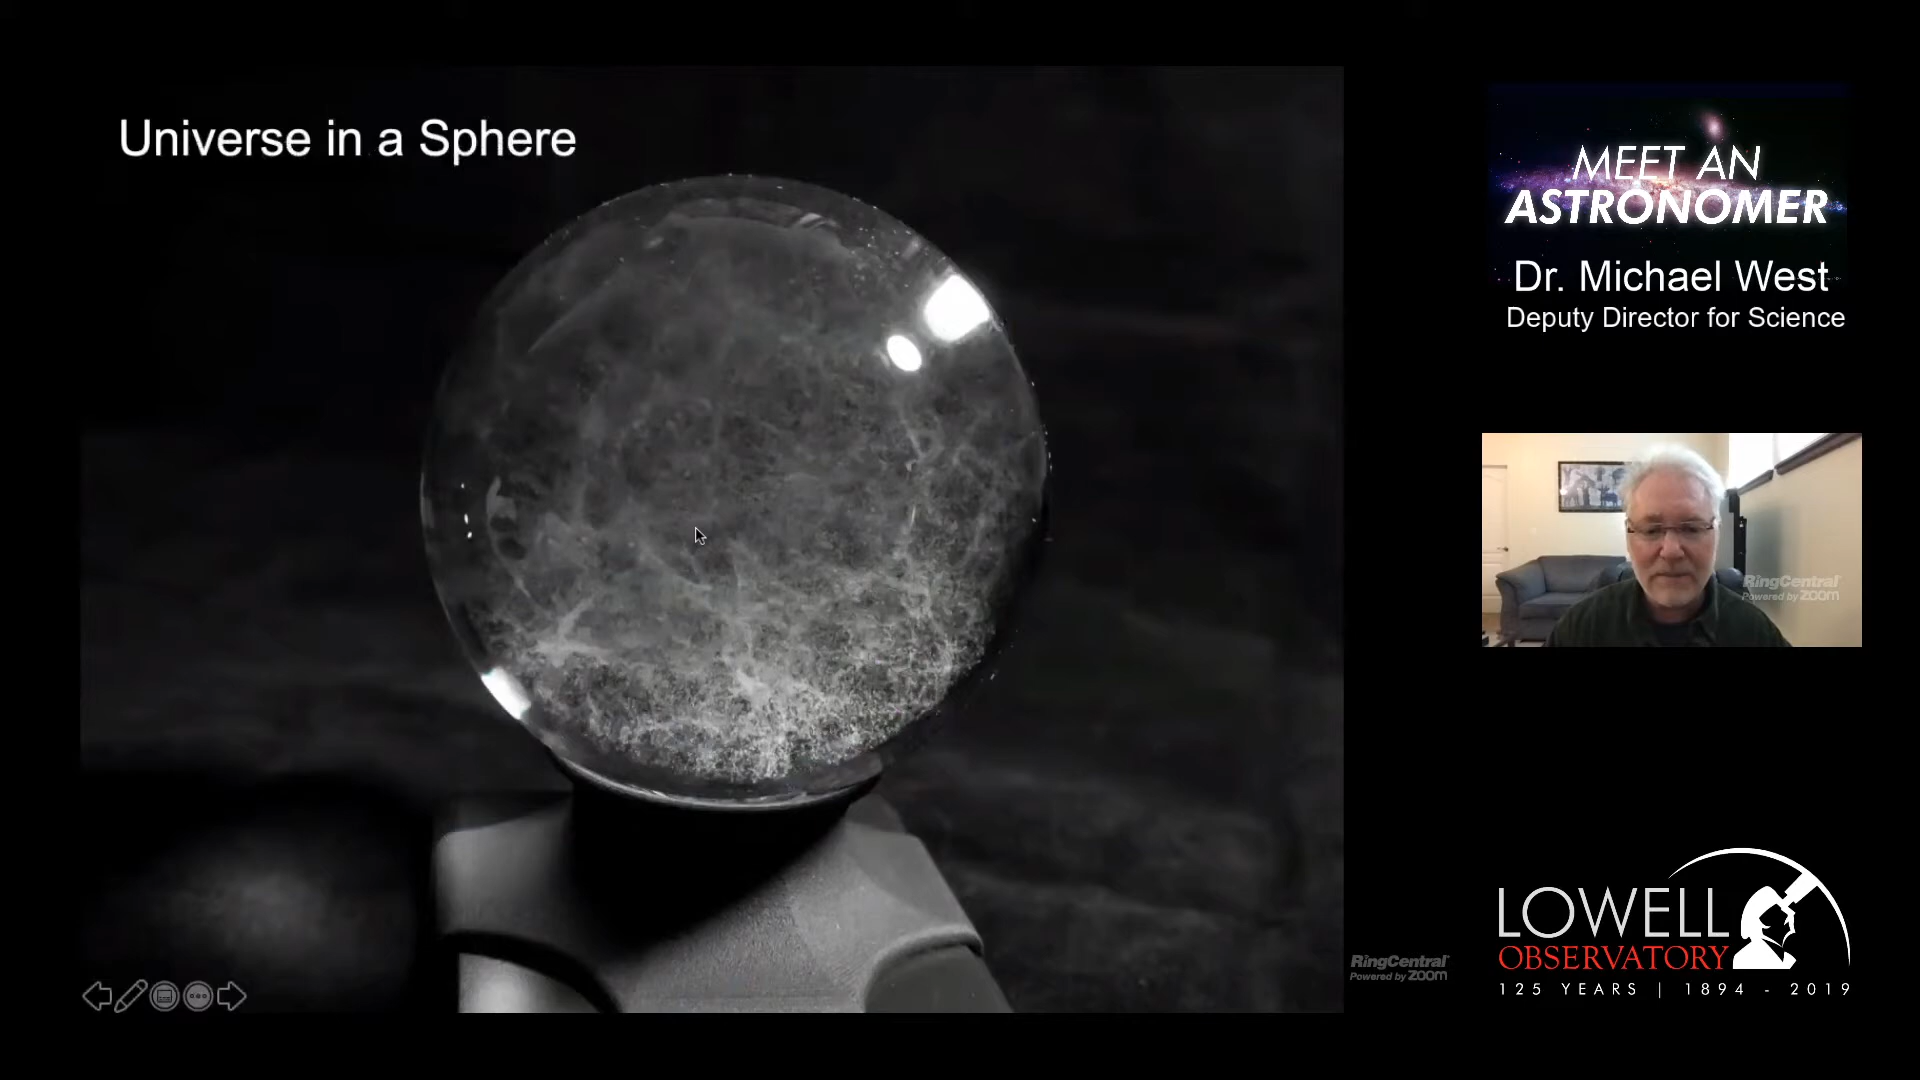 Universe in a Sphere
MEET AN
ASTRONOMER
Dr. Michael West
Deputy Director for Science
RingCentral
Powered by zoom
RingCentral
Powered by zoom
LOWELL
OBSERVATORY
125 YEARS | 1894 - 2019